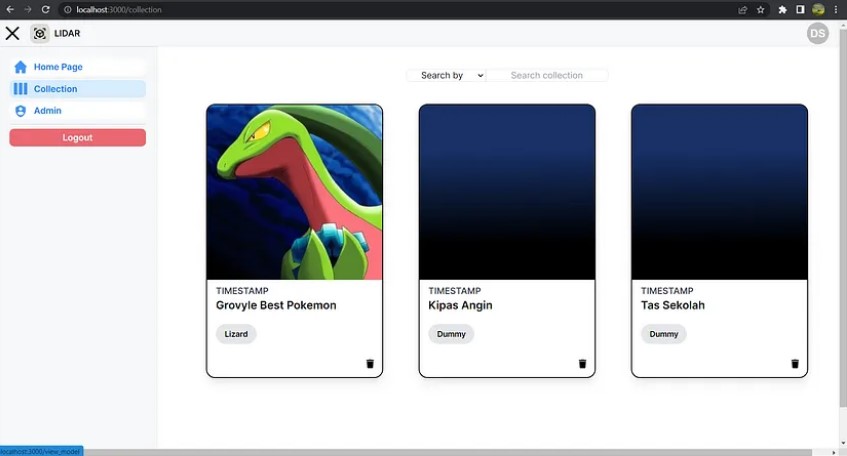 localhost:3000/collection
LIDAR
DS
Home Page
Collection
Admin
Logout
Search by
Search collection
TIMESTAMP
Grovyle Best Pokemon
Lizard
TIMESTAMP
Kipas Angin
Dummy
TIMESTAMP
Tas Sekolah
Dummy
localhost:3000/view_model